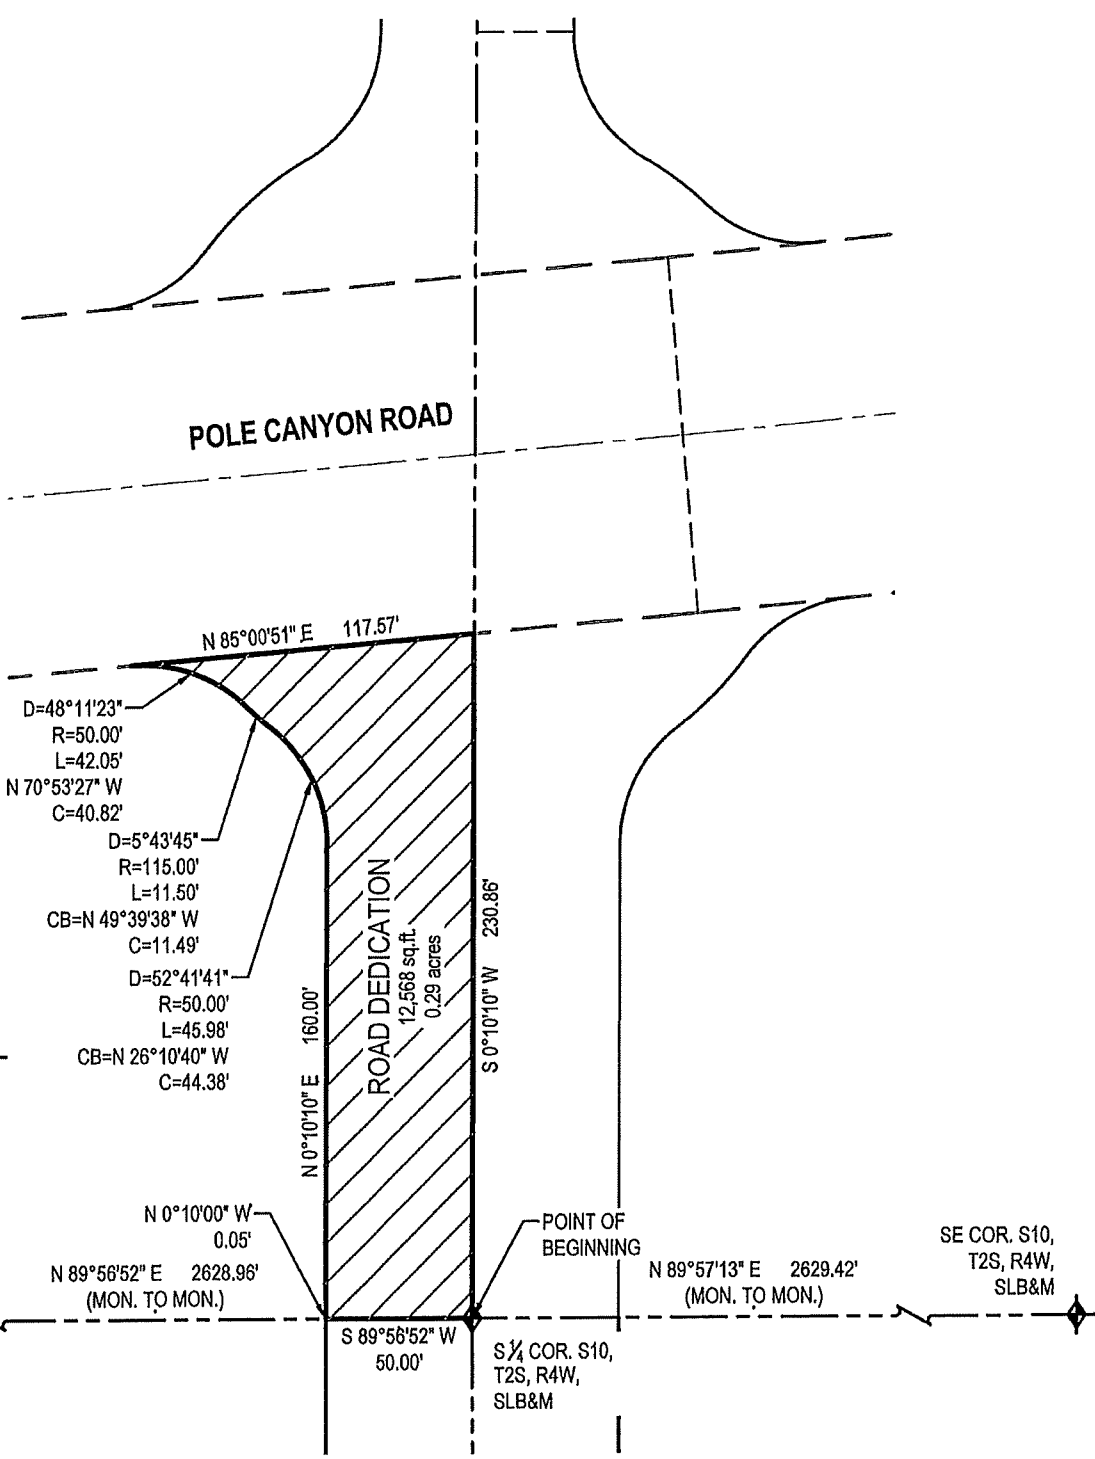 POLE CANYON ROAD
N 85°00'51" E 117.57'
D=48°11'23"
R=50.00'
L=42.05'
N 70°53'27" W
C=40.82'
D=5°43'45"
R=115.00'
L=11.50'
CB=N 49°39'38" W
C=11.49'
D=52°41'41"
R=50.00'
L=45.98'
CB=N 26°10'40" W
C=44.38'
N 0°10'10" E 160.00'
ROAD DEDICATION
12,568 sq.ft.
0.29 acres
S 0°10'10" W 230.86'
N 0°10'00" W
0.05'
N 89°56'52" E 2628.96'
(MON. TO MON.)
POINT OF
BEGINNING
N 89°57'13" E 2629.42'
(MON. TO MON.)
SE COR. S10,
T2S, R4W,
SLB&M
S 89°56'52" W
50.00'
S 1/4 COR. S10,
T2S, R4W,
SLB&M